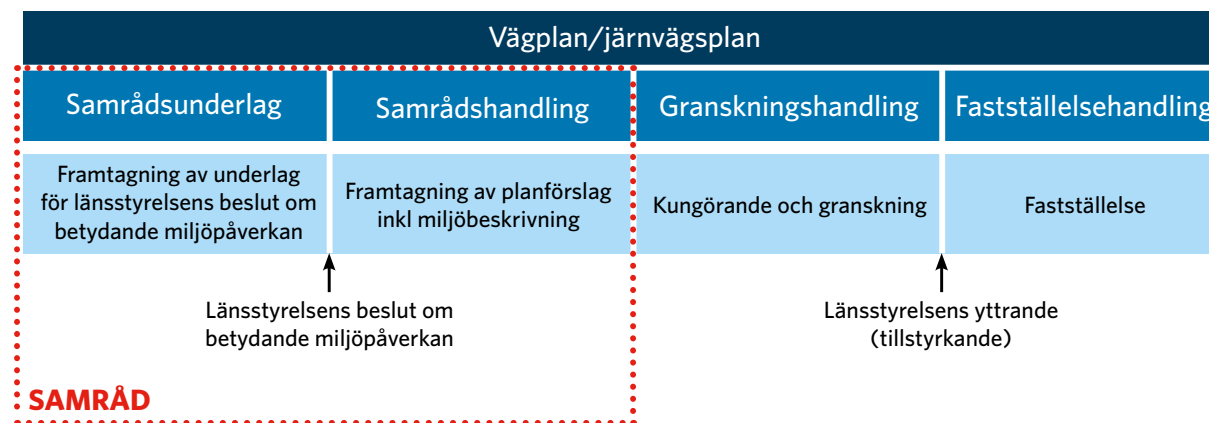 Vägplan/järnvägsplan
Samrådsunderlag
Samrådshandling
Granskningshandling
Fastställelsehandling
Framtagning av underlag
för länsstyrelsens beslut om
betydande miljöpåverkan
Framtagning av planförslag
inkl miljöbeskrivning
Kungörande och granskning
Fastställelse
Länsstyrelsens beslut om
betydande miljöpåverkan
Länsstyrelsens yttrande
(tillstyrkande)
SAMRÅD